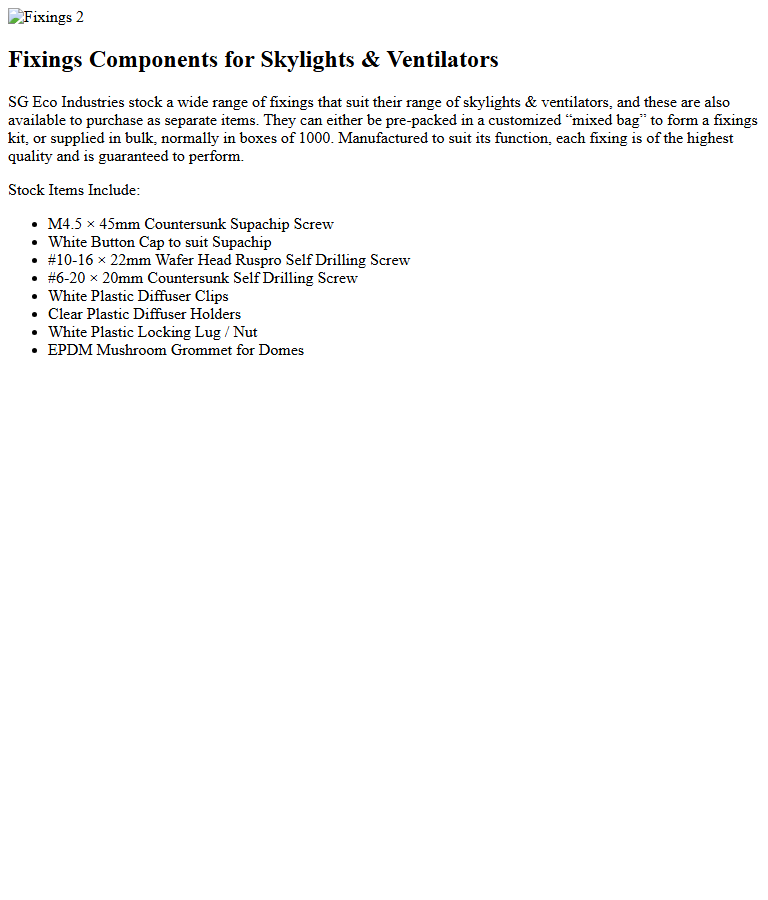 Fixings 2
Fixings Components for Skylights & Ventilators
SG Eco Industries stock a wide range of fixings that suit their range of skylights & ventilators, and these are also
available to purchase as separate items. They can either be pre-packed in a customized “mixed bag” to form a fixings
kit, or supplied in bulk, normally in boxes of 1000. Manufactured to suit its function, each fixing is of the highest
quality and is guaranteed to perform.
Stock Items Include:
• M4.5 × 45mm Countersunk Supachip Screw
• White Button Cap to suit Supachip
• #10-16 × 22mm Wafer Head Ruspro Self Drilling Screw
• #6-20 × 20mm Countersunk Self Drilling Screw
• White Plastic Diffuser Clips
• Clear Plastic Diffuser Holders
• White Plastic Locking Lug / Nut
• EPDM Mushroom Grommet for Domes